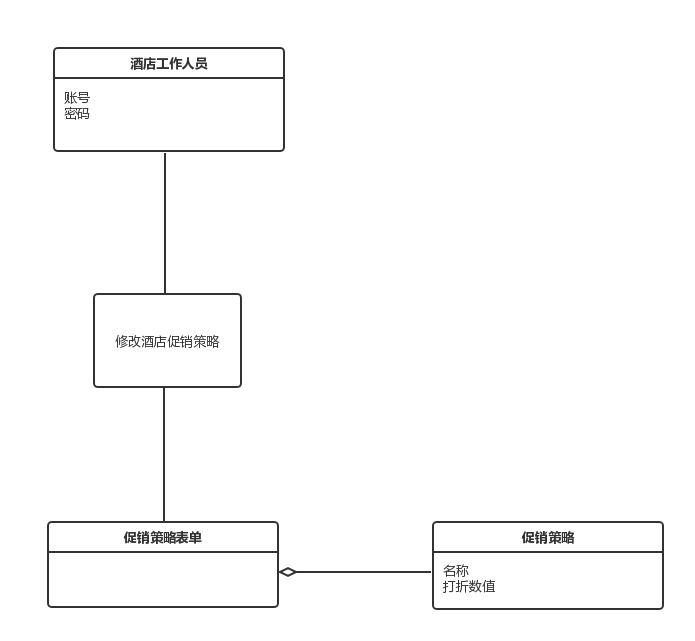 酒店工作人员
账号
密码
修改酒店促销策略
促销策略表单
促销策略
名称
打折数值